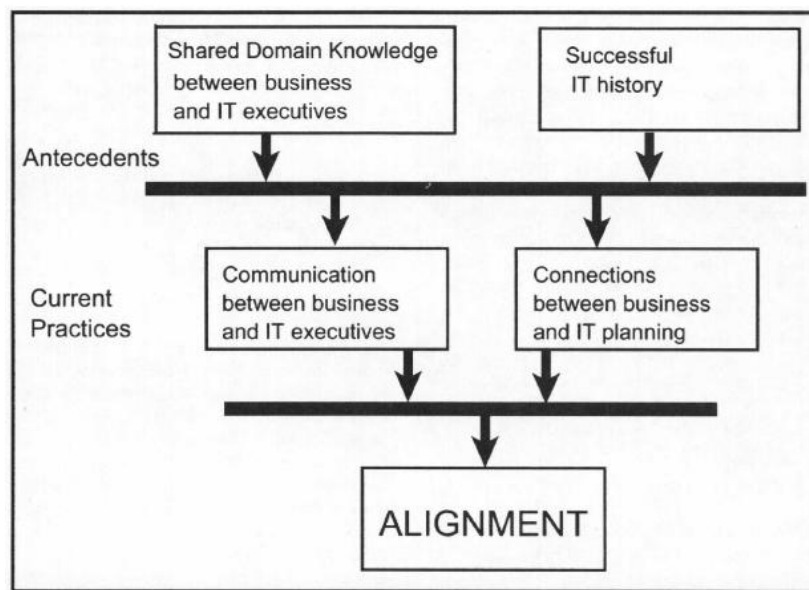 Shared Domain Knowledge
between business
and IT executives
Successful
IT history
Antecedents
Communication
between business
and IT executives
Connections
between business
and IT planning
Current
Practices
ALIGNMENT